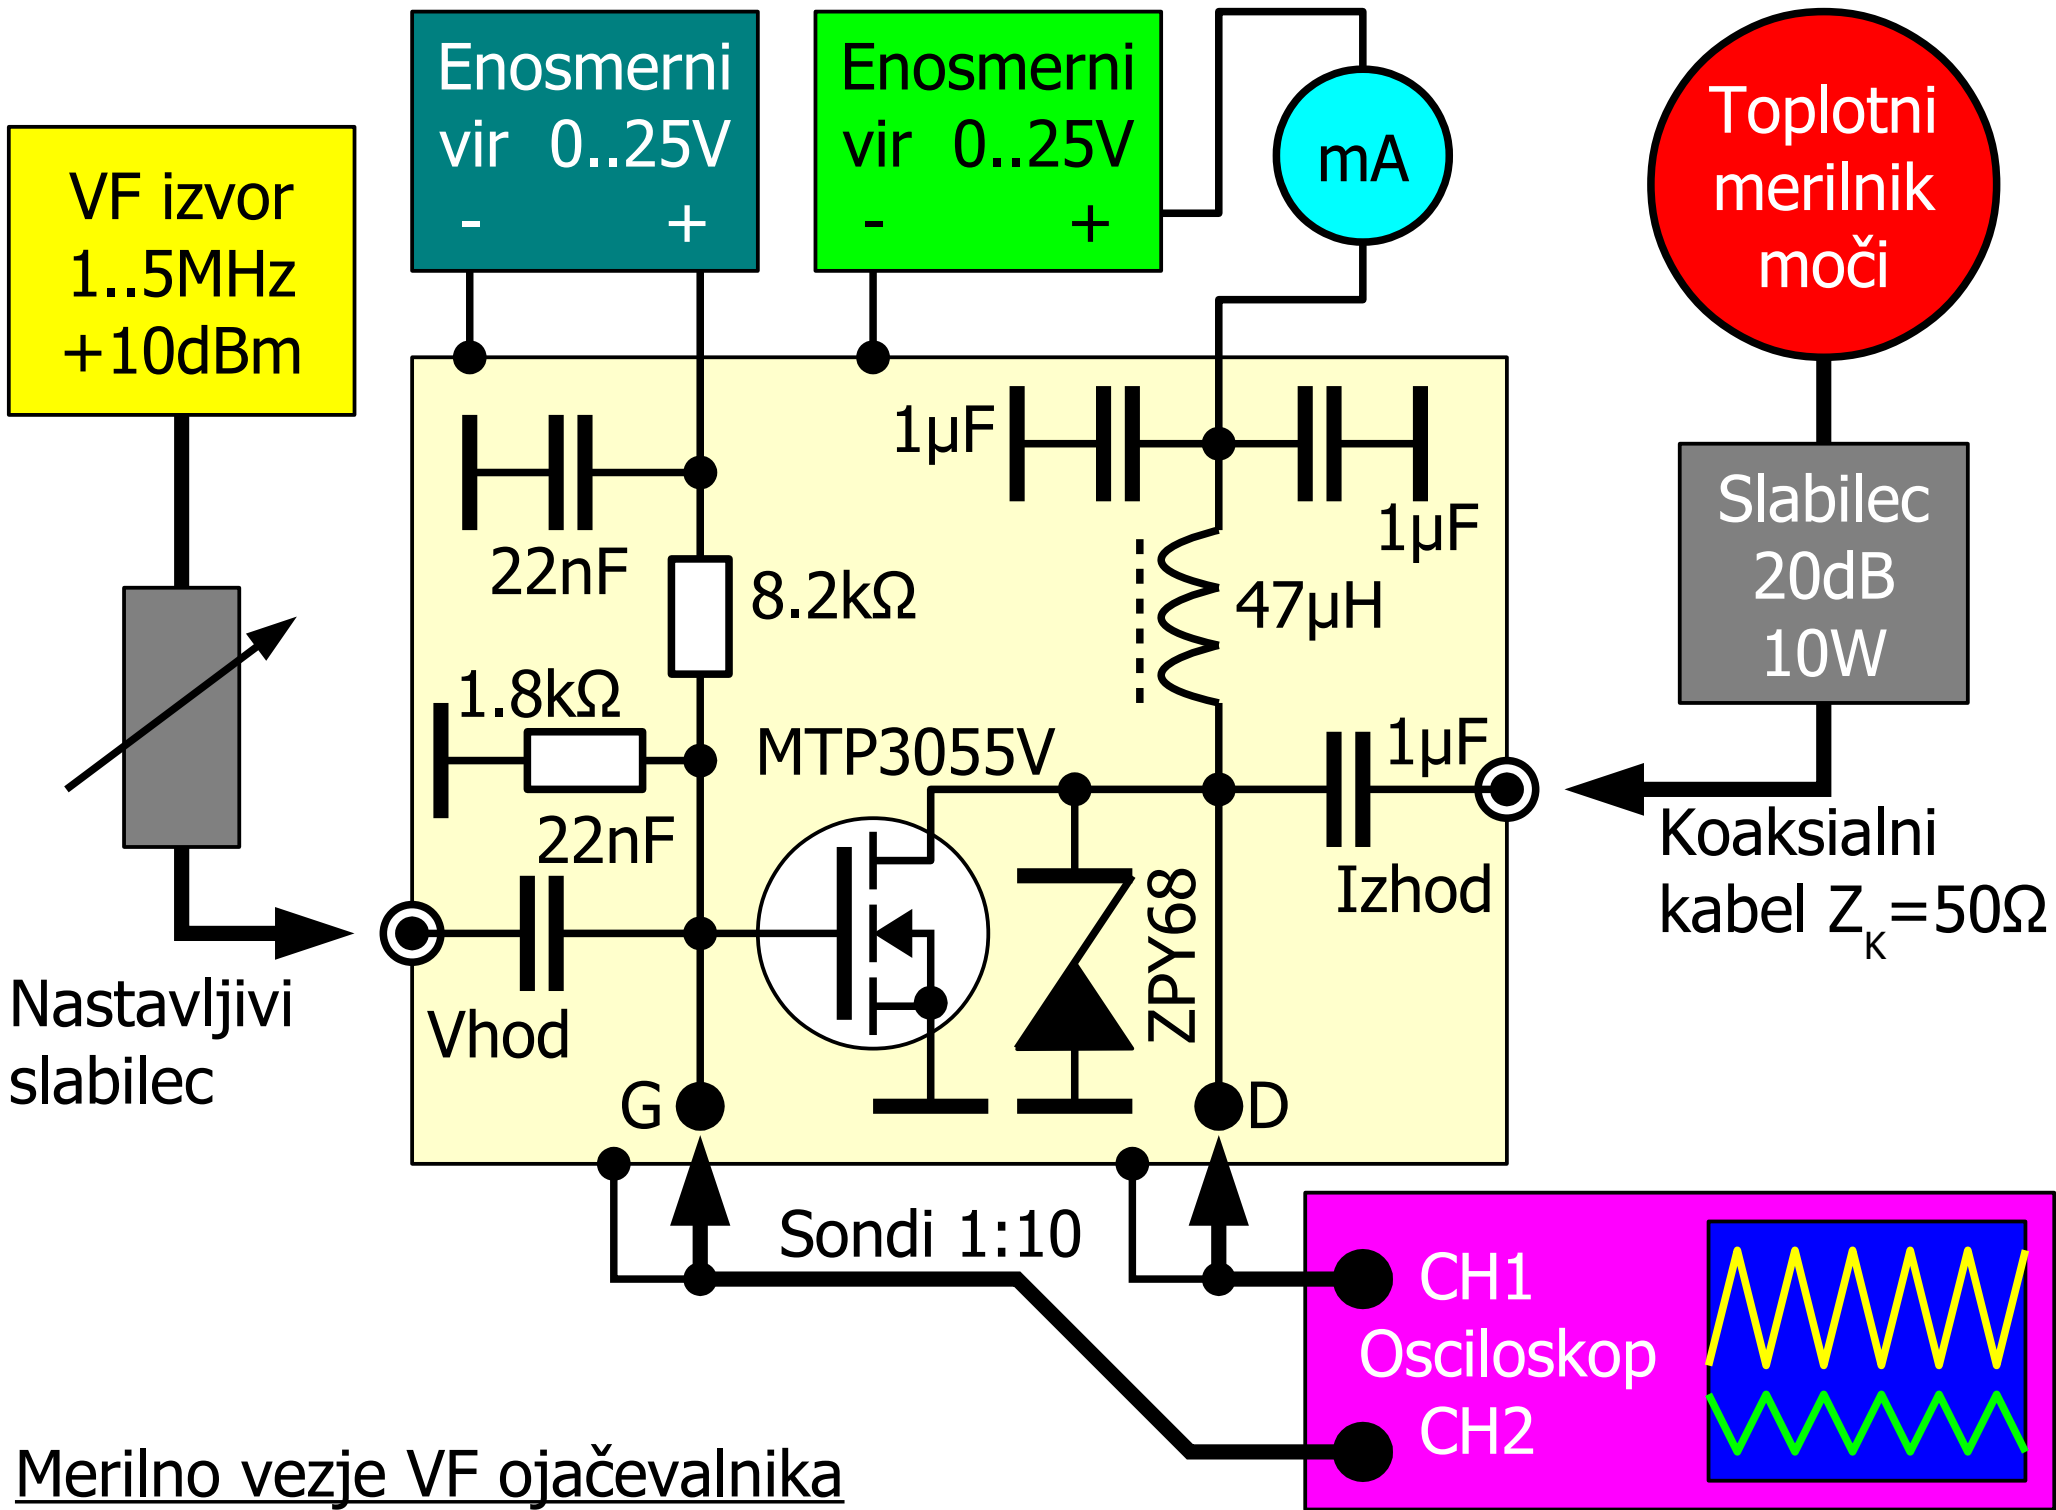 Enosmerni
vir 0..25V
- +
Enosmerni
vir 0..25V
- +
mA
Toplotni
merilnik
moči
VF izvor
1..5MHz
+10dBm
22nF
8.2kΩ
1.8kΩ
22nF
Vhod
MTP3055V
1µF
1µF
47µH
1µF
Izhod
ZPY68
G
D
Slabilec
20dB
10W
Koaksialni
kabel ZK=50Ω
Nastavljivi
slabilec
Sondi 1:10
CH1
Osciloskop
CH2
Merilno vezje VF ojačevalnika